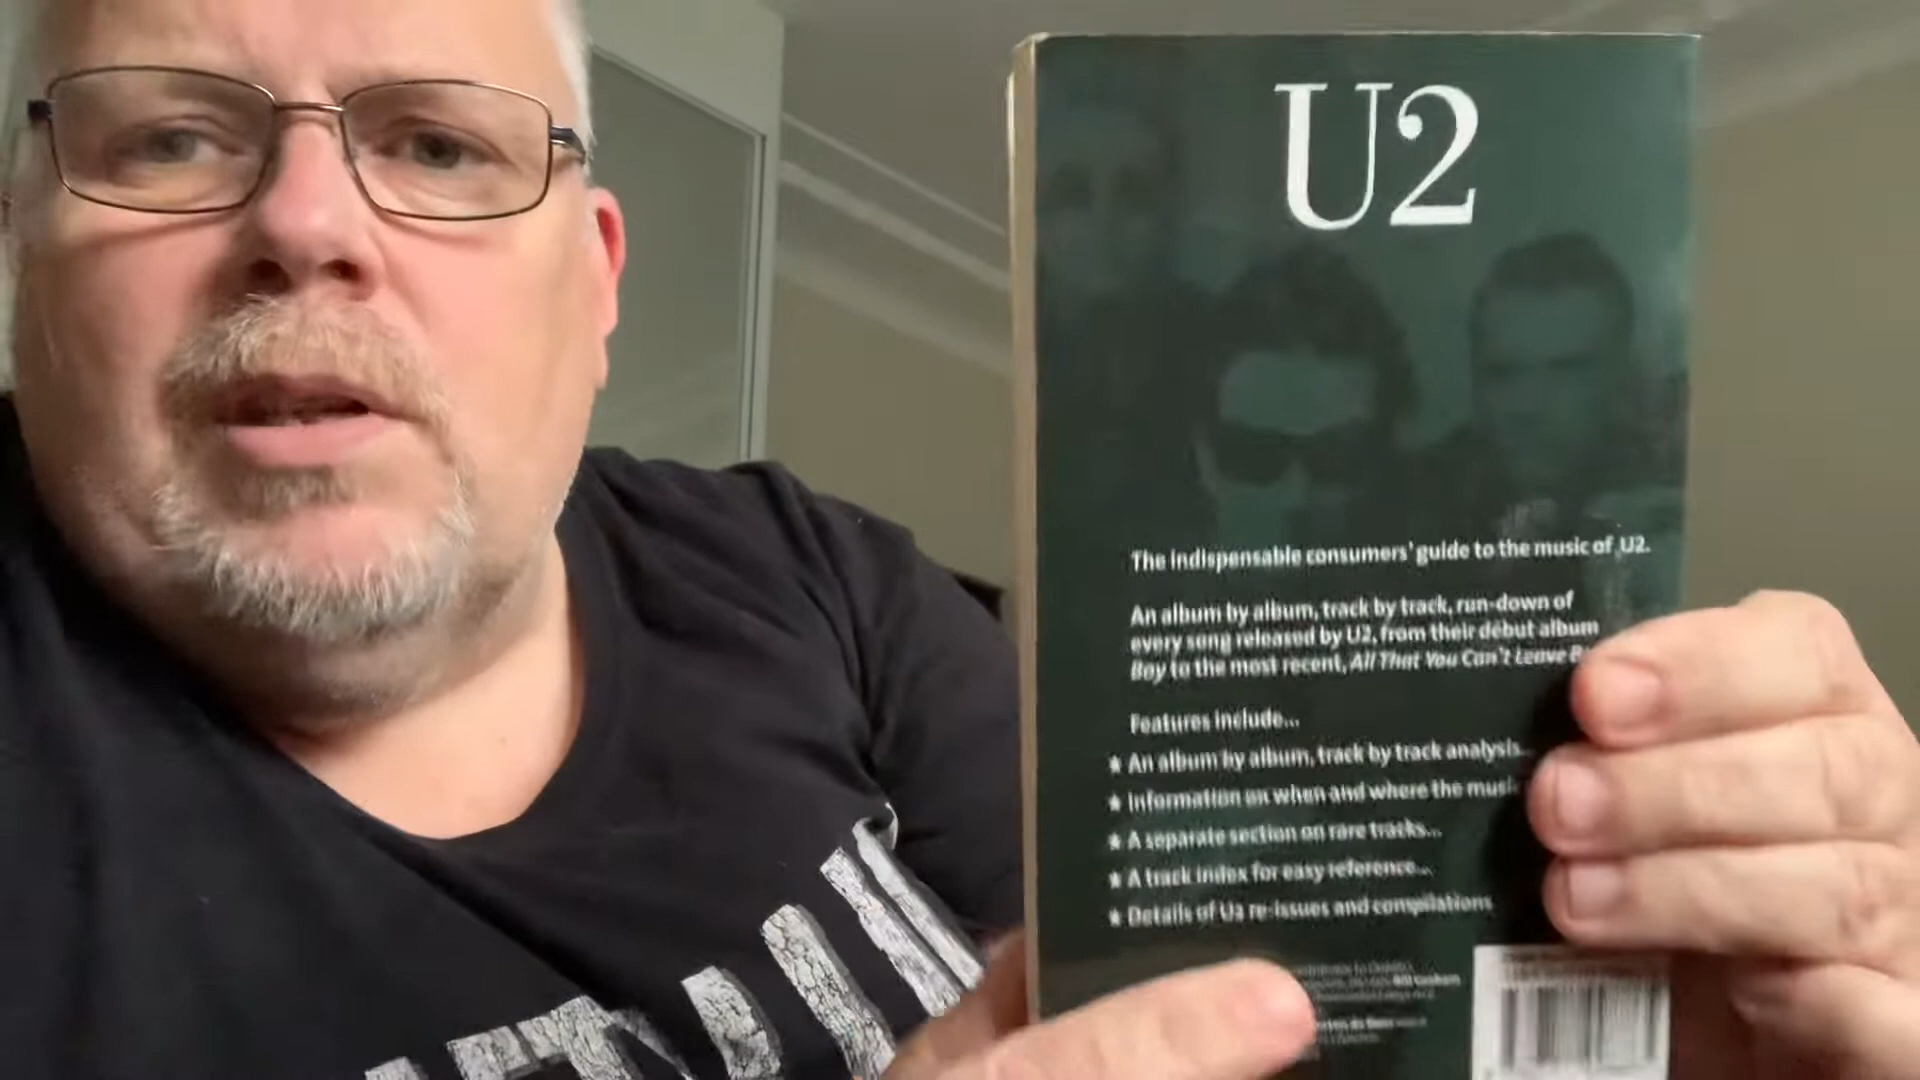 U2
The indispensable consumers' guide to the music of U2.
An album by album, track by track, run-down of
every song released by U2, from their début album
Boy to the most recent, All That You Can't Leave
Features include...
★ An album by album, track by track analysis...
★ Information on when and where the music
★ A separate section on rare tracks...
★ A track index for easy reference...
★ Details of U2 re-issues and compilations